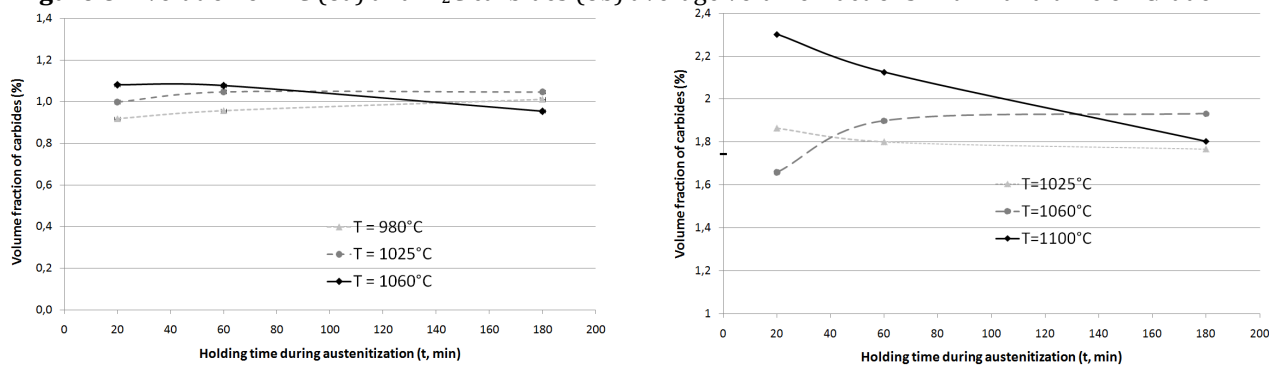 carbides average volume fractions
1,4
1,2
1,0
0,8
0,6
0,4
0,2
0,0
Volume fraction of carbides (%)
T = 980°C
T = 1025°C
T = 1060°C
0 20 40 60 80 100 120 140 160 180 200
Holding time during austenitization (t, min)
2,4
2,2
2
1,8
1,6
1,4
1,2
1
Volume fraction of carbides (%)
T=1025°C
T=1060°C
T=1100°C
0 20 40 60 80 100 120 140 160 180 200
Holding time during austenitization (t, min)